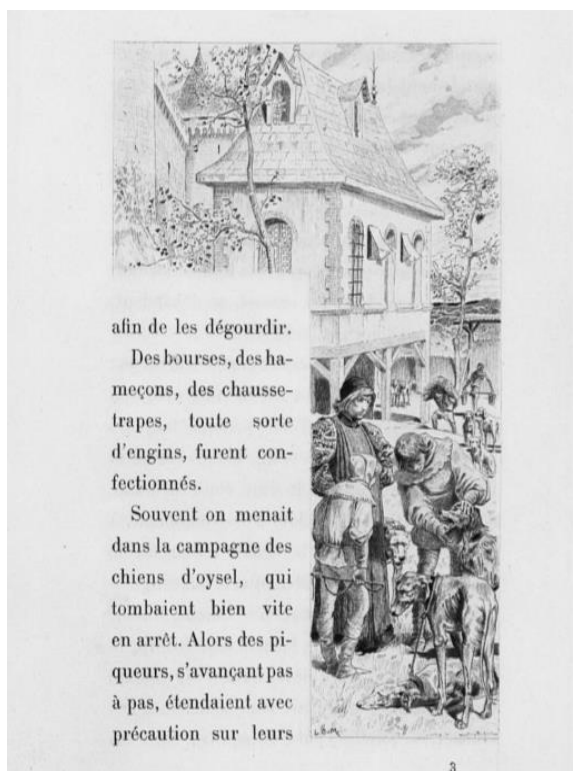 afin de les dégourdir.
Des bourses, des ha-
meçons, des chausse-
trapes, toute sorte
d'engins, furent con-
fectionnés.
Souvent on menait
dans la campagne des
chiens d'oysel, qui
tombaient bien vite
en arrêt. Alors des pi-
queurs, s'avançant pas
à pas, étendaient avec
précaution sur leurs
3